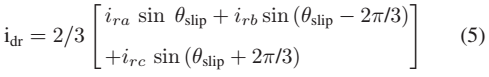 i_dr = 2/3 [ i_ra sin θ_slip + i_rb sin (θ_slip − 2π/3)
+i_rc sin (θ_slip + 2π/3) ] (5)